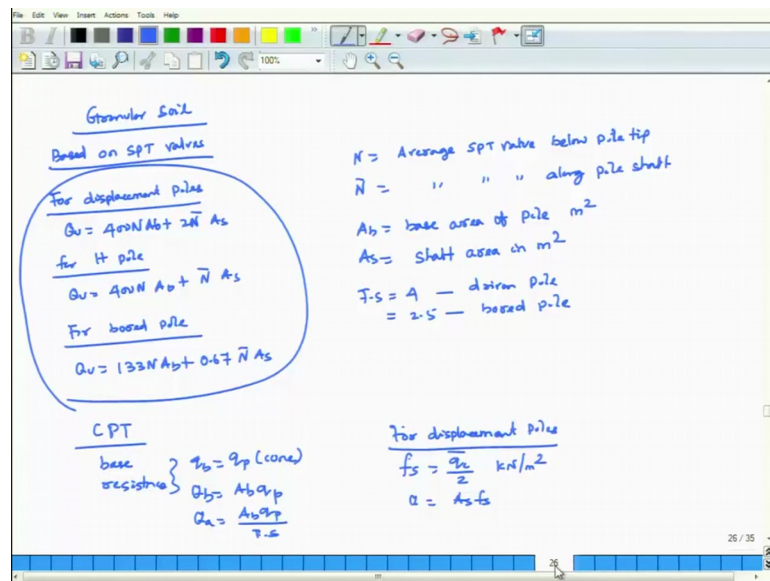 File Edit View Insert Actions Tools Help
100%
Granular Soil
Based on SPT values
For displacement piles
Qu = 400N Ab + 2N̄ As
for H pile
Qu = 400N Ab + N̄ As
For bored pile
Qu = 133N Ab + 0.67 N̄ As
N = Average SPT value below pile tip
N̄ = " " " along pile shaft
Ab = base area of pile m²
As = shaft area in m²
F.S = 4 — driven pile
= 2.5 — bored pile
CPT
base resistance } qb = qp (cone)
Qb = Ab qp
Qa = Ab qp / F.S
For displacement piles
fs = q̄c / 2 kN/m²
Q = As fs
26 / 35
26